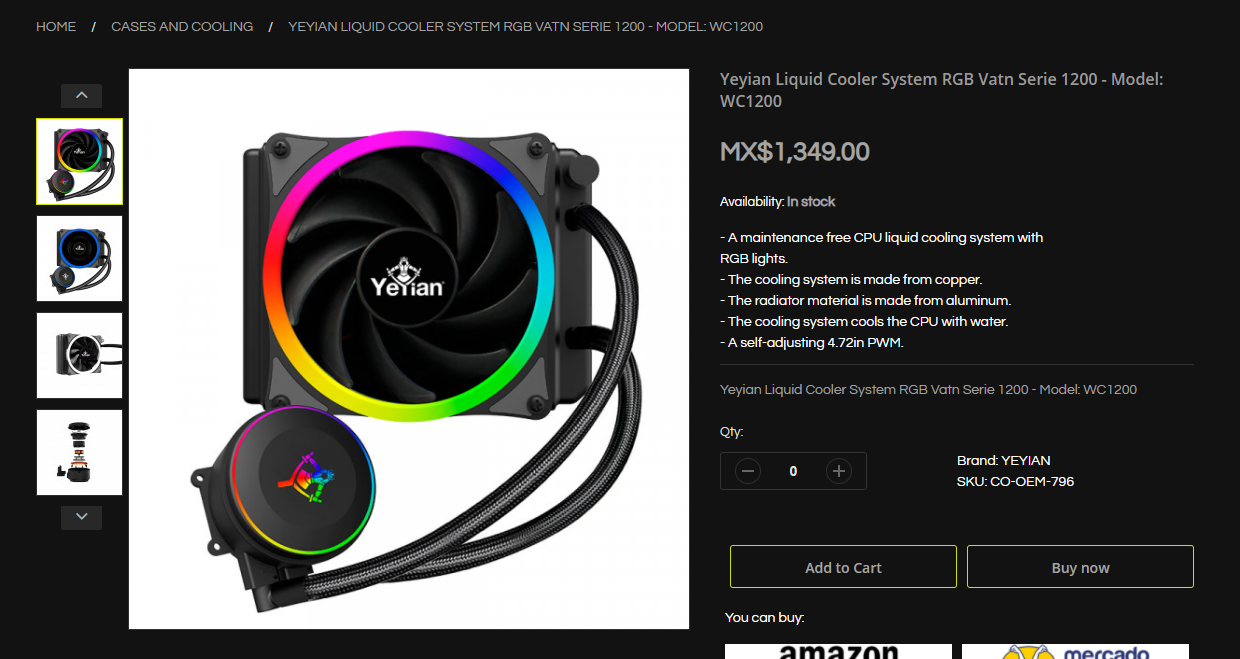 HOME / CASES AND COOLING / YEYIAN LIQUID COOLER SYSTEM RGB VATN SERIE 1200 - MODEL: WC1200
Yeyian
Yeyian Liquid Cooler System RGB Vatn Serie 1200 - Model:
WC1200
MX$1,349.00
Availability: In stock
- A maintenance free CPU liquid cooling system with
RGB lights.
- The cooling system is made from copper.
- The radiator material is made from aluminum.
- The cooling system cools the CPU with water.
- A self-adjusting 4.72in PWM.
Yeyian Liquid Cooler System RGB Vatn Serie 1200 - Model: WC1200
Qty:
0
Brand: YEYIAN
SKU: CO-OEM-796
Add to Cart
Buy now
You can buy:
amazon
mercado